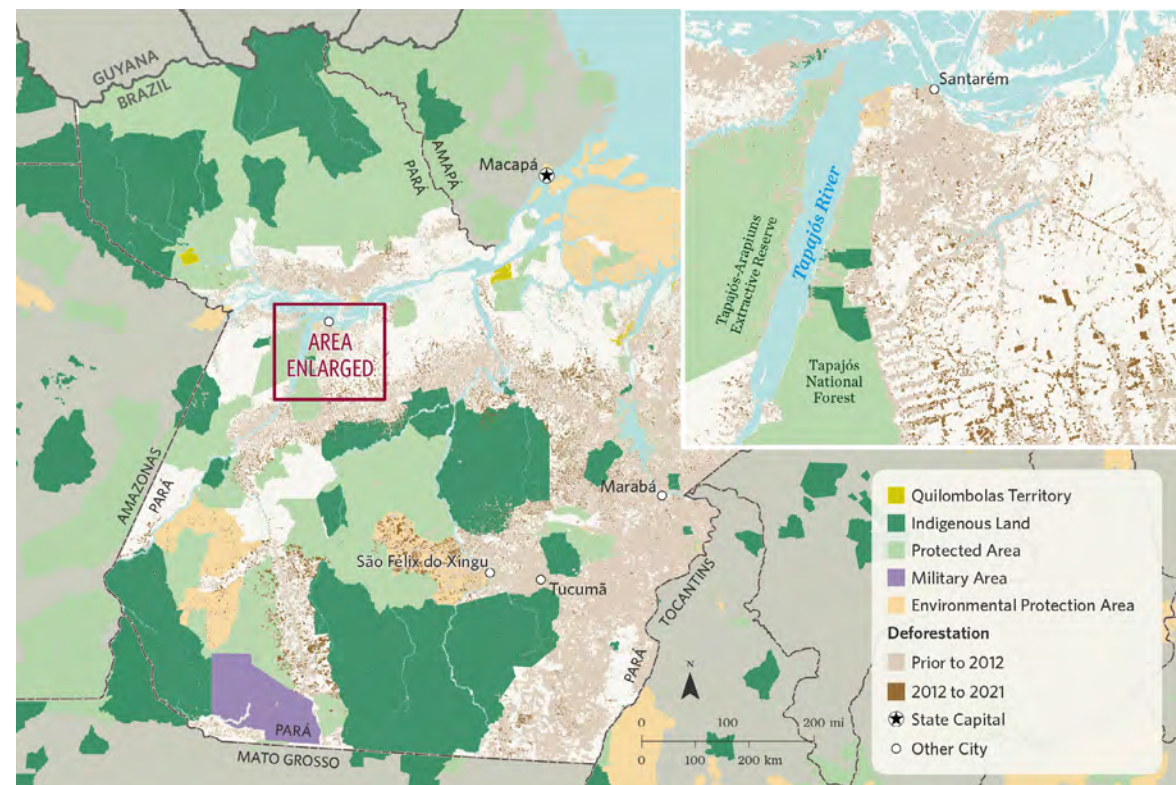 GUYANA
BRAZIL
AMAPÁ
PARÁ
Macapá
AREA
ENLARGED
AMAZONAS
PARÁ
Marabá
São Félix do Xingu
Tucumã
TOCANTINS
PARÁ
PARÁ
MATO GROSSO
N
0 100 200 mi
0 100 200 km
Santarém
Tapajós River
Tapajós-Arapiuns
Extractive Reserve
Tapajós
National
Forest
Quilombolas Territory
Indigenous Land
Protected Area
Military Area
Environmental Protection Area
Deforestation
Prior to 2012
2012 to 2021
State Capital
Other City